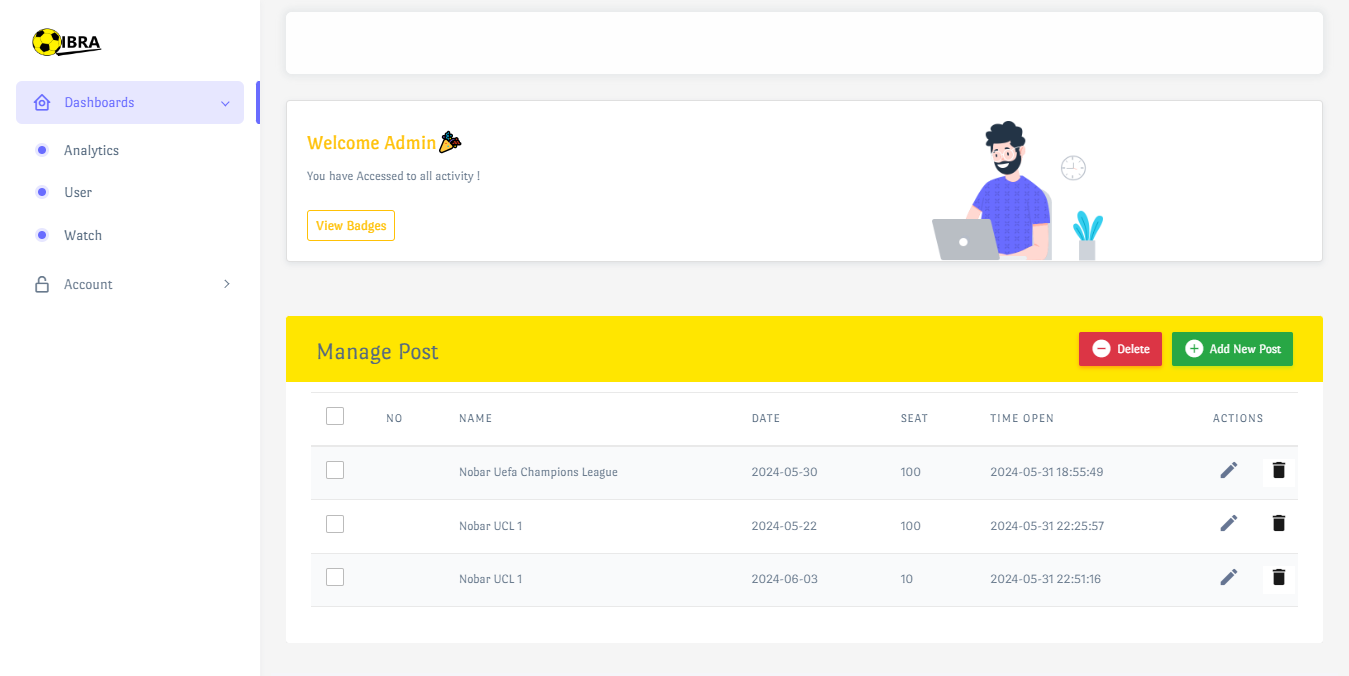 IBRA
Dashboards
Analytics
User
Watch
Account
Welcome Admin
You have Accessed to all activity !
View Badges
Manage Post
Delete
Add New Post
NO NAME DATE SEAT TIME OPEN ACTIONS
Nobar Uefa Champions League 2024-05-30 100 2024-05-31 18:55:49
Nobar UCL 1 2024-05-22 100 2024-05-31 22:25:57
Nobar UCL 1 2024-06-03 10 2024-05-31 22:51:16